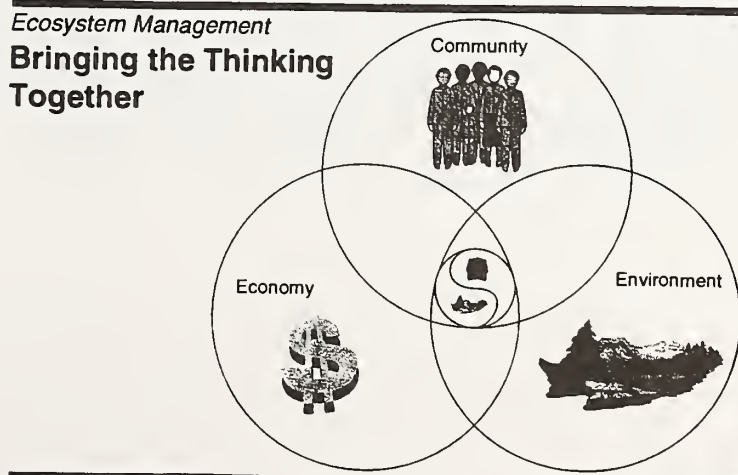 Ecosystem Management
Bringing the Thinking
Together
Community
Economy
Environment